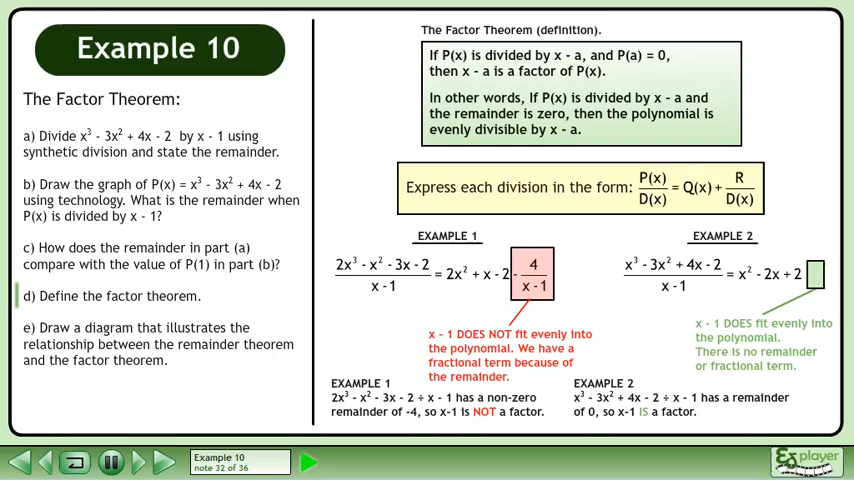 Example 10
The Factor Theorem:
a) Divide x³ - 3x² + 4x - 2 by x - 1 using
synthetic division and state the remainder.
b) Draw the graph of P(x) = x³ - 3x² + 4x - 2
using technology. What is the remainder when
P(x) is divided by x - 1?
c) How does the remainder in part (a)
compare with the value of P(1) in part (b)?
d) Define the factor theorem.
e) Draw a diagram that illustrates the
relationship between the remainder theorem
and the factor theorem.
The Factor Theorem (definition).
If P(x) is divided by x - a, and P(a) = 0,
then x - a is a factor of P(x).
In other words, If P(x) is divided by x - a and
the remainder is zero, then the polynomial is
evenly divisible by x - a.
Express each division in the form: P(x)/D(x) = Q(x) + R/D(x)
EXAMPLE 1
(2x³ - x² - 3x - 2)/(x - 1) = 2x² + x - 2 - 4/(x - 1)
x - 1 DOES NOT fit evenly into
the polynomial. We have a
fractional term because of
the remainder.
EXAMPLE 2
(x³ - 3x² + 4x - 2)/(x - 1) = x² - 2x + 2
x - 1 DOES fit evenly into
the polynomial.
There is no remainder
or fractional term.
EXAMPLE 1
2x³ - x² - 3x - 2 ÷ x - 1 has a non-zero
remainder of -4, so x-1 is NOT a factor.
EXAMPLE 2
x³ - 3x² + 4x - 2 ÷ x - 1 has a remainder
of 0, so x-1 IS a factor.
Example 10
note 32 of 36
player